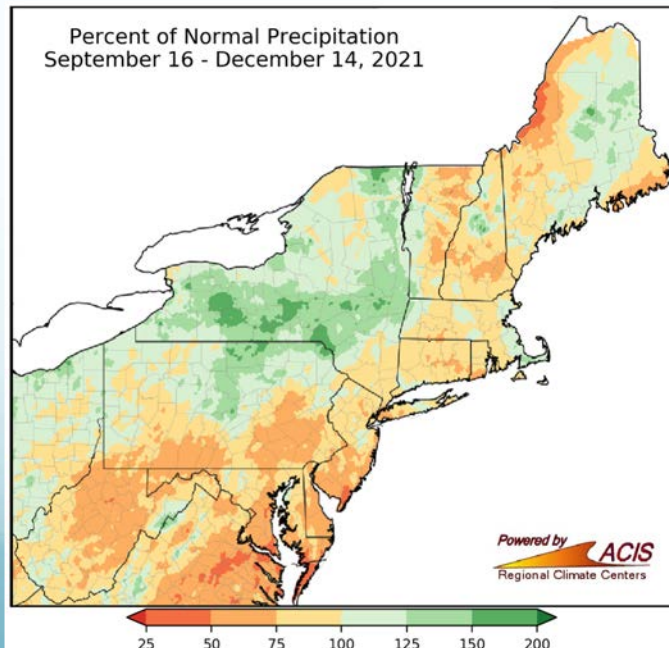 Percent of Normal Precipitation
September 16 - December 14, 2021
Powered by
ACIS
Regional Climate Centers
25 50 75 100 125 150 200